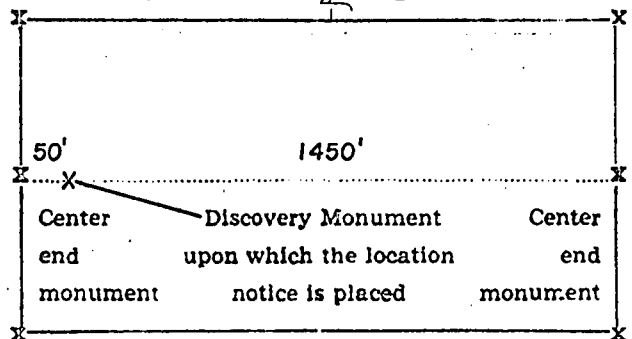 50' 1450'
Center Discovery Monument Center
end upon which the location end
monument notice is placed monument